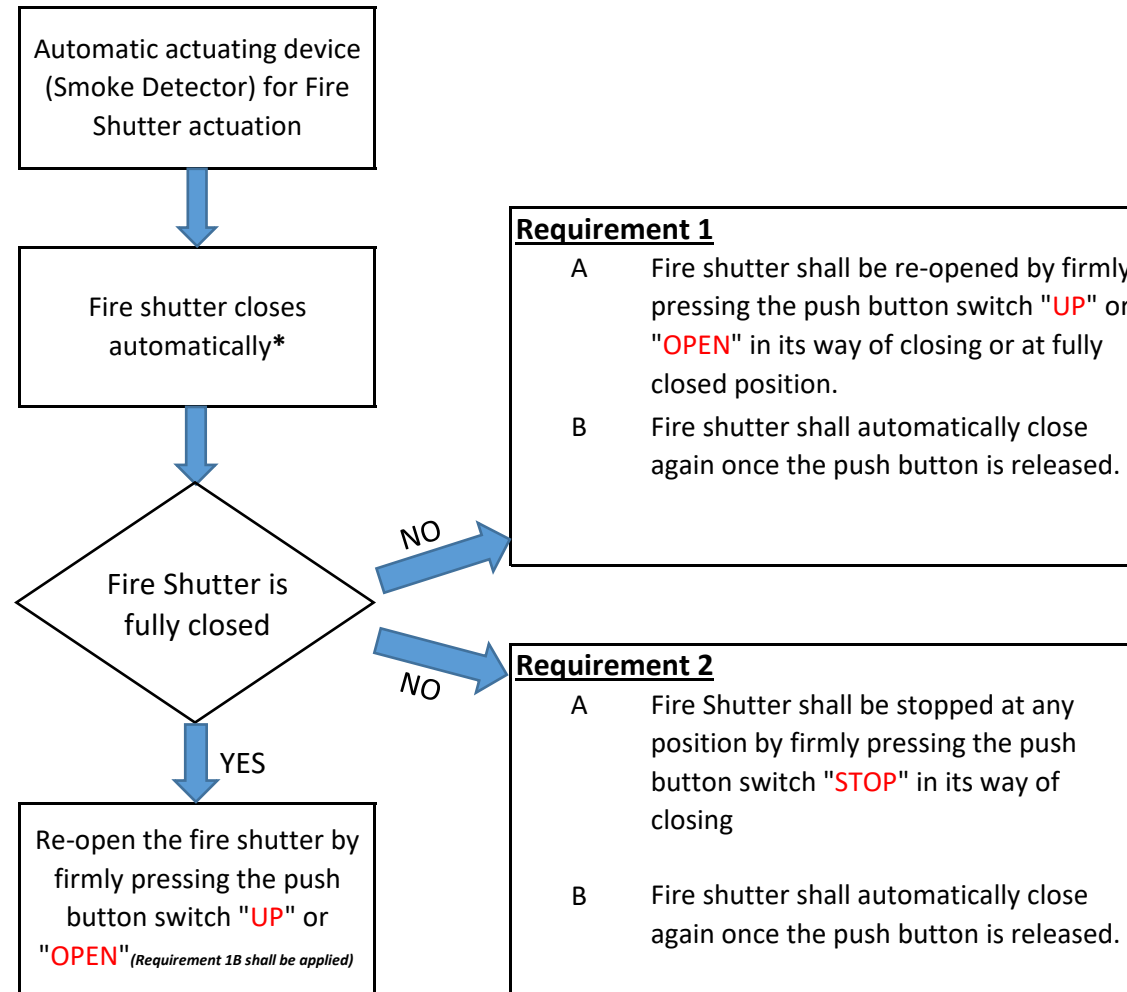 Automatic actuating device
(Smoke Detector) for Fire
Shutter actuation
Fire shutter closes
automatically*
Fire Shutter is
fully closed
YES
Re-open the fire shutter by
firmly pressing the push
button switch "UP" or
"OPEN"(Requirement 1B shall be applied)
NO
Requirement 1
A Fire shutter shall be re-opened by firmly
pressing the push button switch "UP" or
"OPEN" in its way of closing or at fully
closed position.
B Fire shutter shall automatically close
again once the push button is released.
NO
Requirement 2
A Fire Shutter shall be stopped at any
position by firmly pressing the push
button switch "STOP" in its way of
closing
B Fire shutter shall automatically close
again once the push button is released.